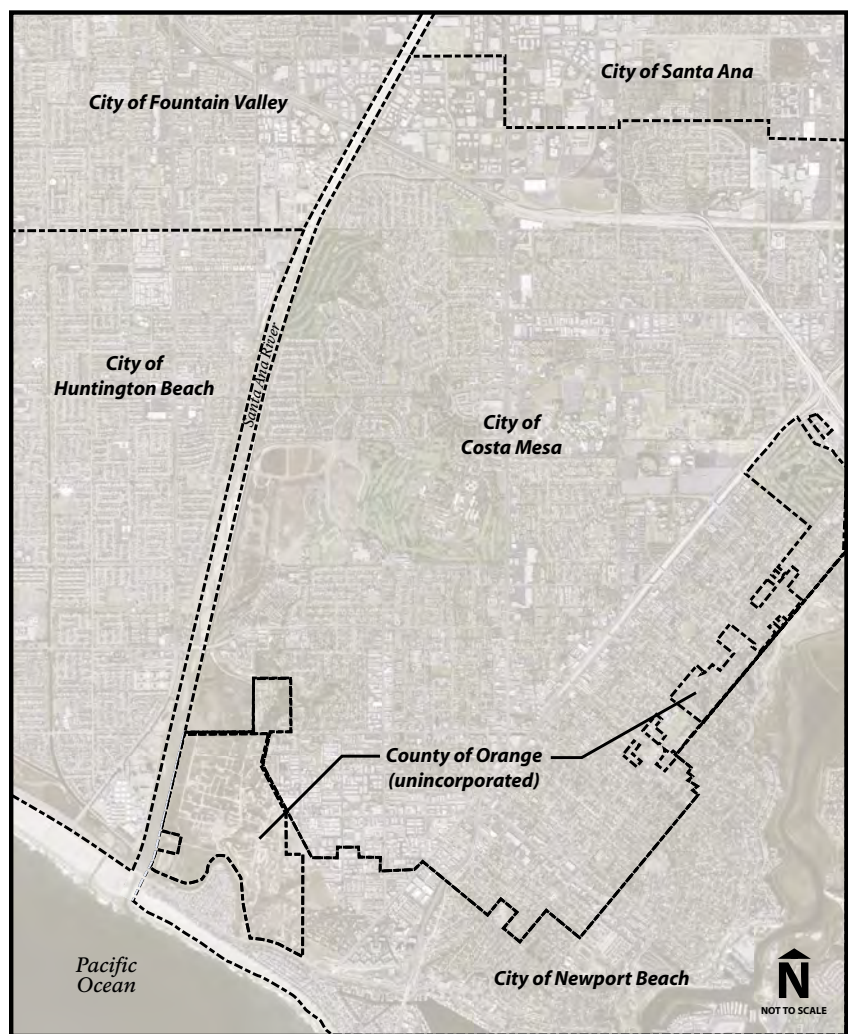 City of Santa Ana
City of Fountain Valley
Santa Ana River
City of
Huntington Beach
City of
Costa Mesa
County of Orange
(unincorporated)
Pacific
Ocean
City of Newport Beach
N
NOT TO SCALE